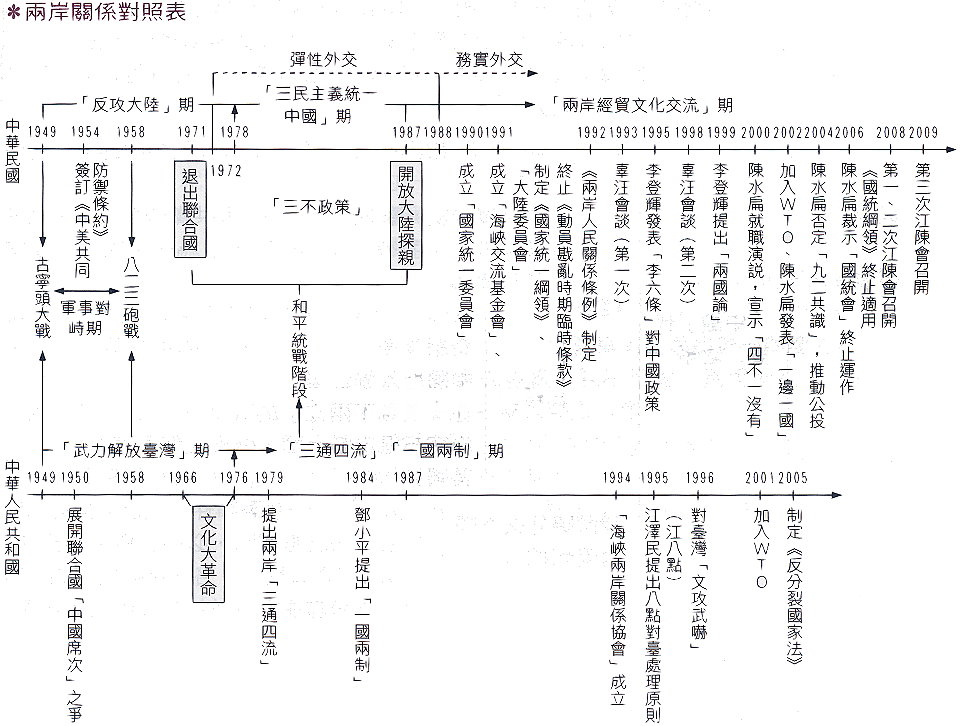 ＊兩岸關係對照表
彈性外交
務實外交
「反攻大陸」期
「三民主義統一
中國」期
「兩岸經貿文化交流」期
中華民國
1949
1954
1958
1971
1972
1978
1987
1988
1990
1991
1992
1993
1995
1998
1999
2000
2002
2004
2006
2008
2009
古寧頭大戰
簽訂《中美共同
防禦條約》
八二三砲戰
軍事對
峙期
退出聯合國
「三不政策」
開放大陸探親
和平統戰階段
成立「國家統一委員會」
成立「海峽交流基金會」、
「大陸委員會」
制定《國家統一綱領》、
終止《動員戡亂時期臨時條款》
《兩岸人民關係條例》制定
辜汪會談（第一次）
李登輝發表「李六條」對中國政策
辜汪會談（第二次）
李登輝提出「兩國論」
陳水扁就職演説，宣示「四不一沒有」
加入WTO、陳水扁發表「一邊一國」
陳水扁否定「九二共識」，推動公投
陳水扁裁示「國統會」終止運作
《國統綱領》終止適用
第一、二次江陳會召開
第三次江陳會召開
「武力解放臺灣」期
「三通四流」「一國兩制」期
中華人民共和國
1949
1950
1958
1966
1976
1979
1984
1987
1994
1995
1996
2001
2005
展開聯合國「中國席次」之爭
文化大革命
提出兩岸「三通四流」
鄧小平提出「一國兩制」
「海峽兩岸關係協會」成立
江澤民提出八點對臺處理原則
（江八點）
對臺灣「文攻武嚇」
加入WTO
制定《反分裂國家法》